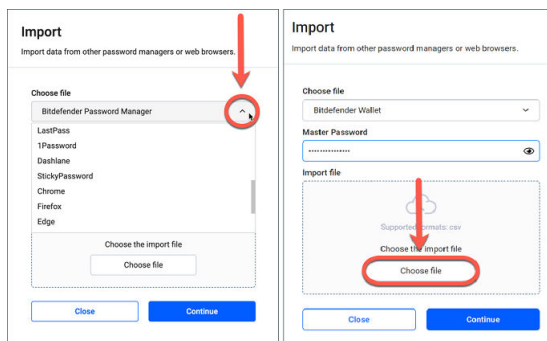 Import
Import data from other password managers or web browsers.
Choose file
Bitdefender Password Manager
LastPass
1Password
Dashlane
StickyPassword
Chrome
Firefox
Edge
Choose the import file
Choose file
Close
Continue
Import
Import data from other password managers or web browsers.
Choose file
Bitdefender Wallet
Master Password
Import file
Supported formats: csv
Choose the import file
Choose file
Close
Continue